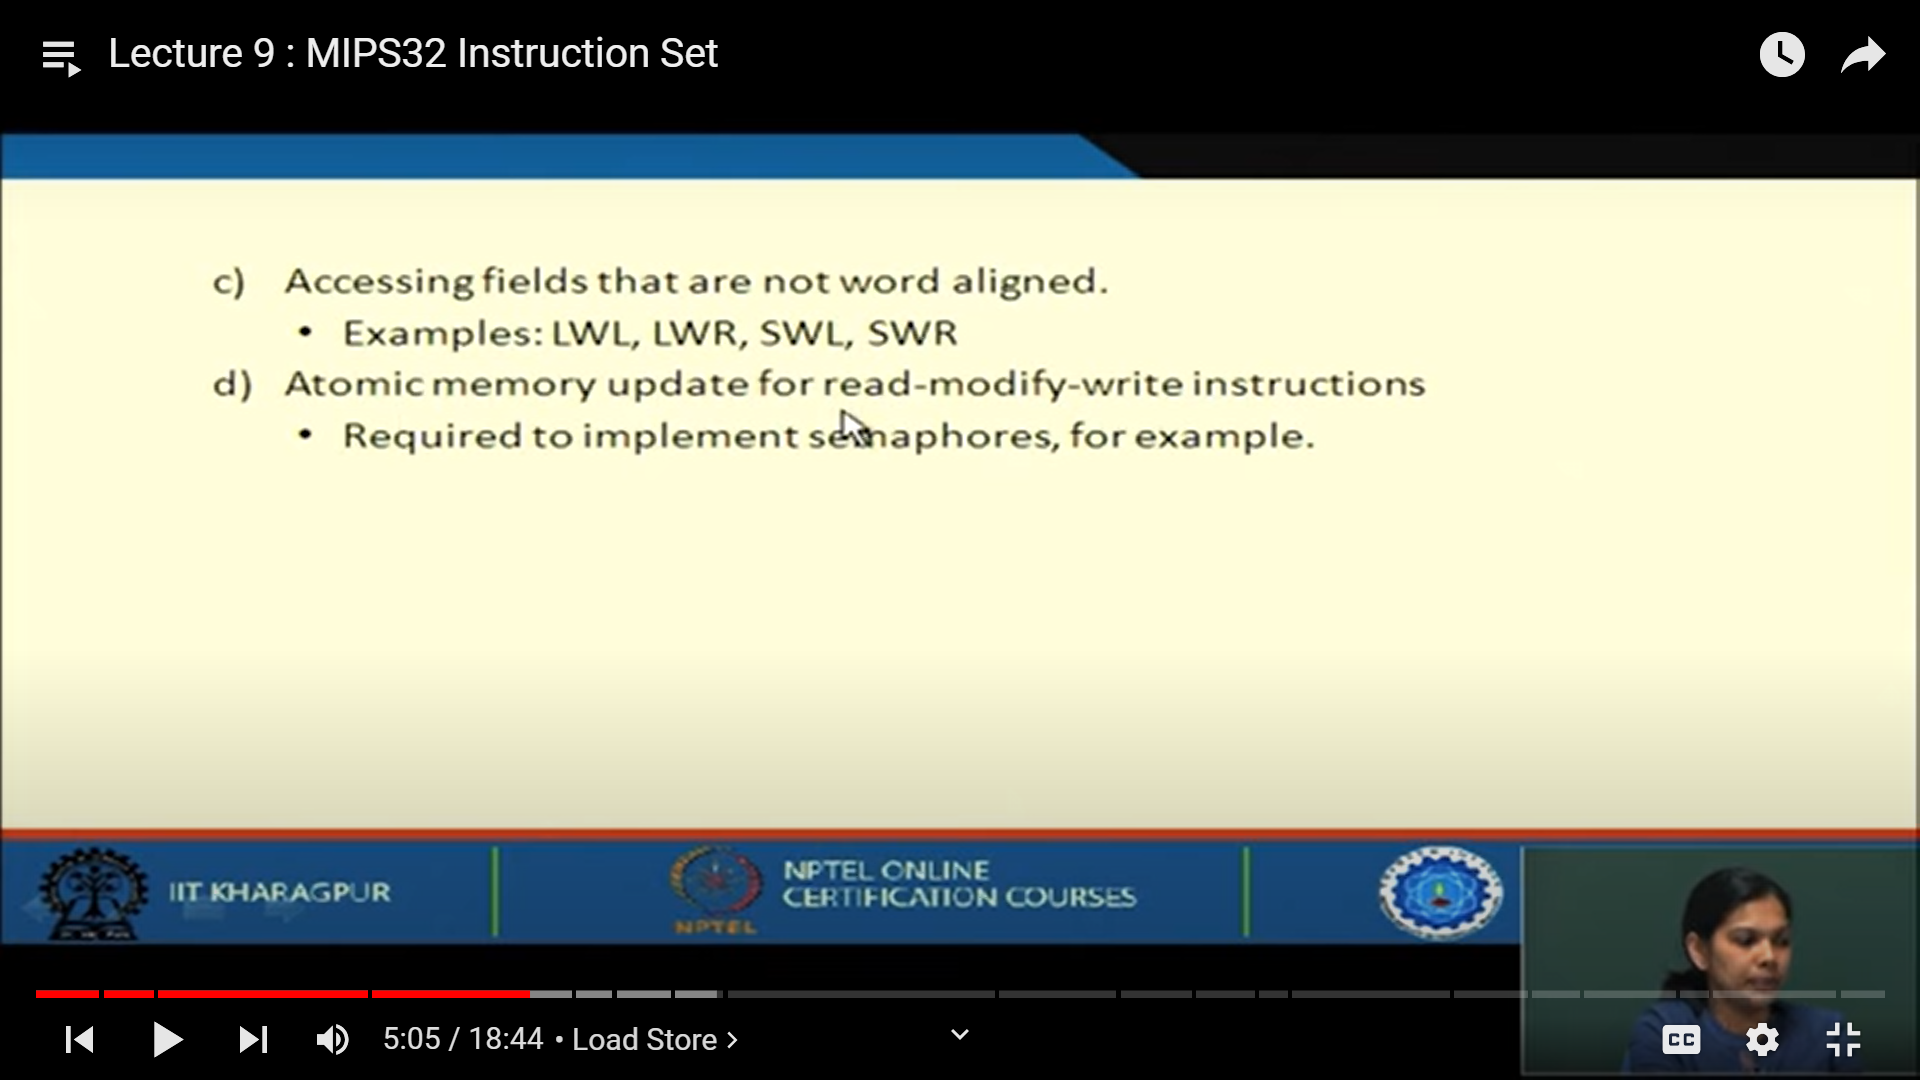 Lecture 9 : MIPS32 Instruction Set
c) Accessing fields that are not word aligned.
• Examples: LWL, LWR, SWL, SWR
d) Atomic memory update for read-modify-write instructions
• Required to implement semaphores, for example.
IIT KHARAGPUR
NPTEL
NPTEL ONLINE
CERTIFICATION COURSES
5:05 / 18:44 • Load Store >
CC